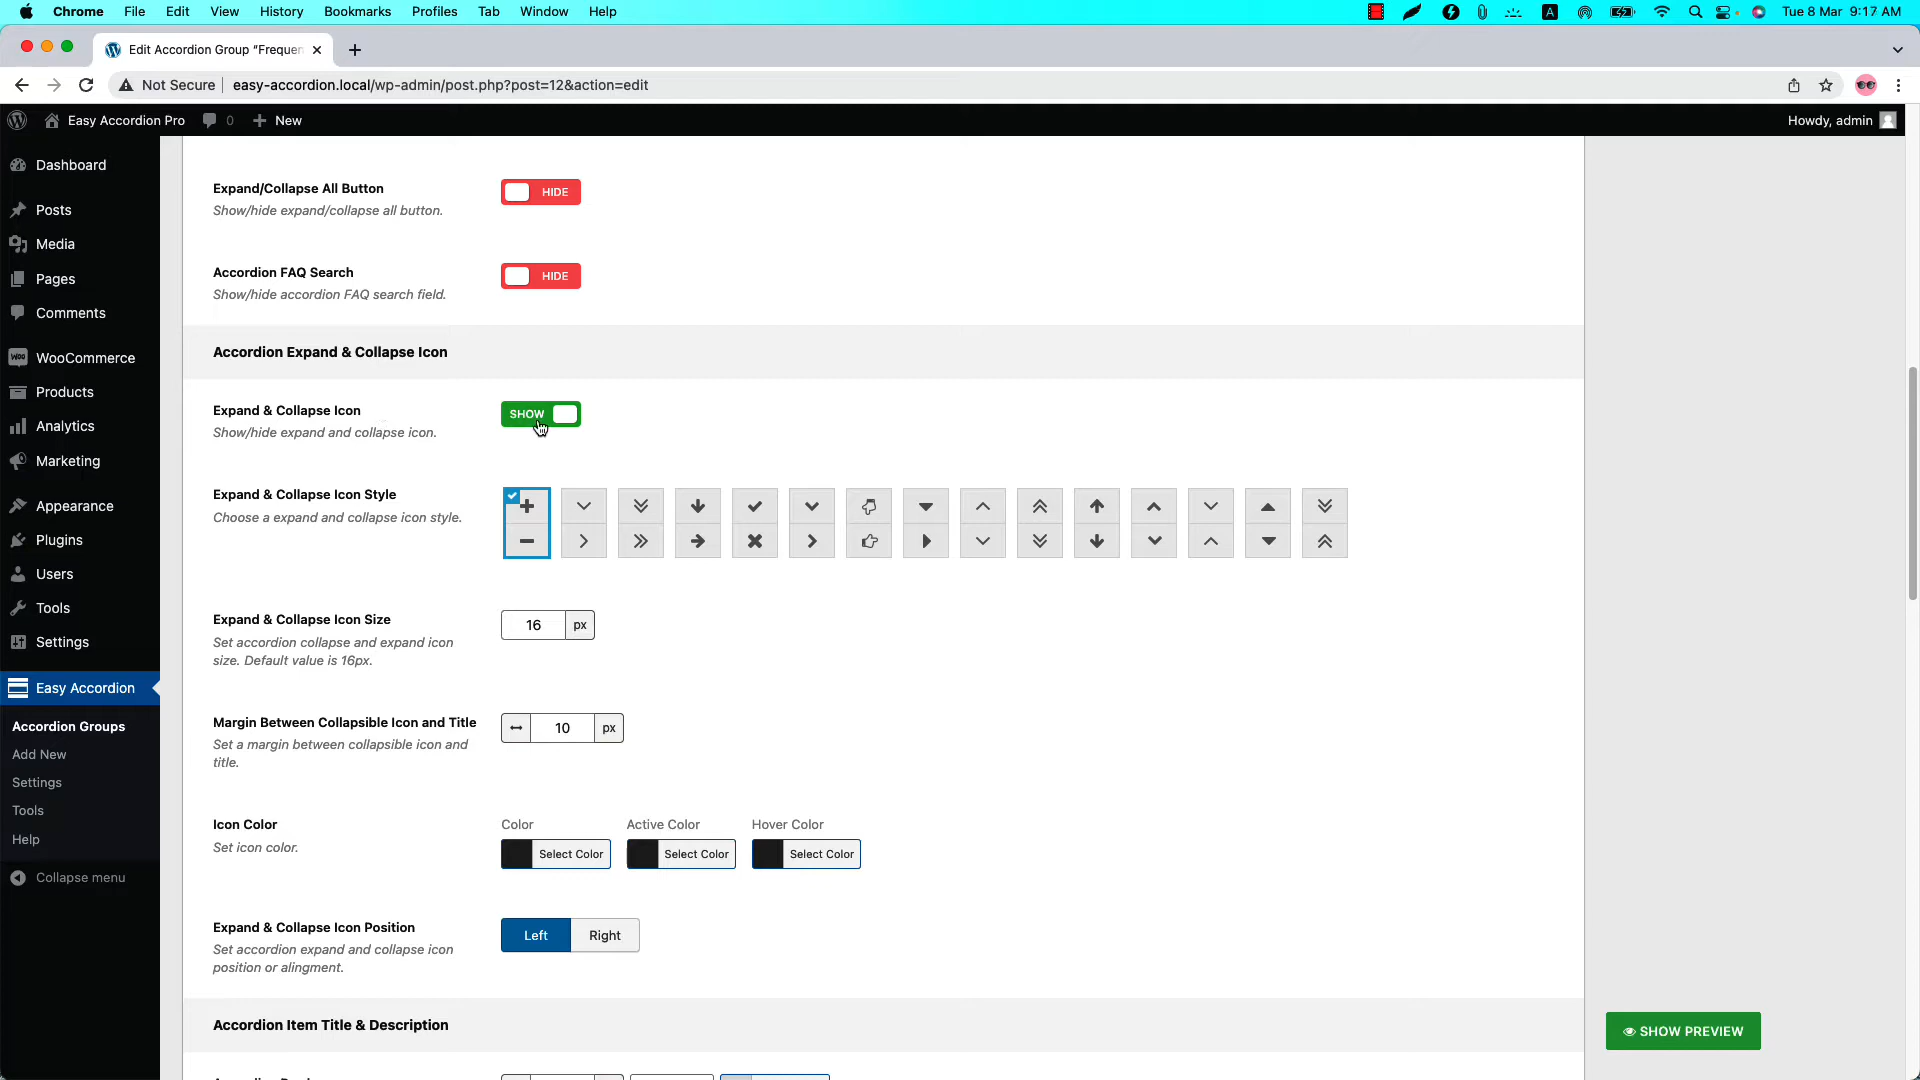 Chrome File Edit View History Bookmarks Profiles Tab Window Help Tue 8 Mar 9:17 AM
Edit Accordion Group "Frequen
Not Secure easy-accordion.local/wp-admin/post.php?post=12&action=edit
Easy Accordion Pro 0 New Howdy, admin
Dashboard
Posts
Media
Pages
Comments
WooCommerce
Products
Analytics
Marketing
Appearance
Plugins
Users
Tools
Settings
Easy Accordion
Accordion Groups
Add New
Settings
Tools
Help
Collapse menu
Expand/Collapse All Button HIDE
Show/hide expand/collapse all button.
Accordion FAQ Search HIDE
Show/hide accordion FAQ search field.
Accordion Expand & Collapse Icon
Expand & Collapse Icon SHOW
Show/hide expand and collapse icon.
Expand & Collapse Icon Style
Choose a expand and collapse icon style.
Expand & Collapse Icon Size 16 px
Set accordion collapse and expand icon
size. Default value is 16px.
Margin Between Collapsible Icon and Title 10 px
Set a margin between collapsible icon and
title.
Icon Color Color Active Color Hover Color
Set icon color. Select Color Select Color Select Color
Expand & Collapse Icon Position Left Right
Set accordion expand and collapse icon
position or alingment.
Accordion Item Title & Description
SHOW PREVIEW